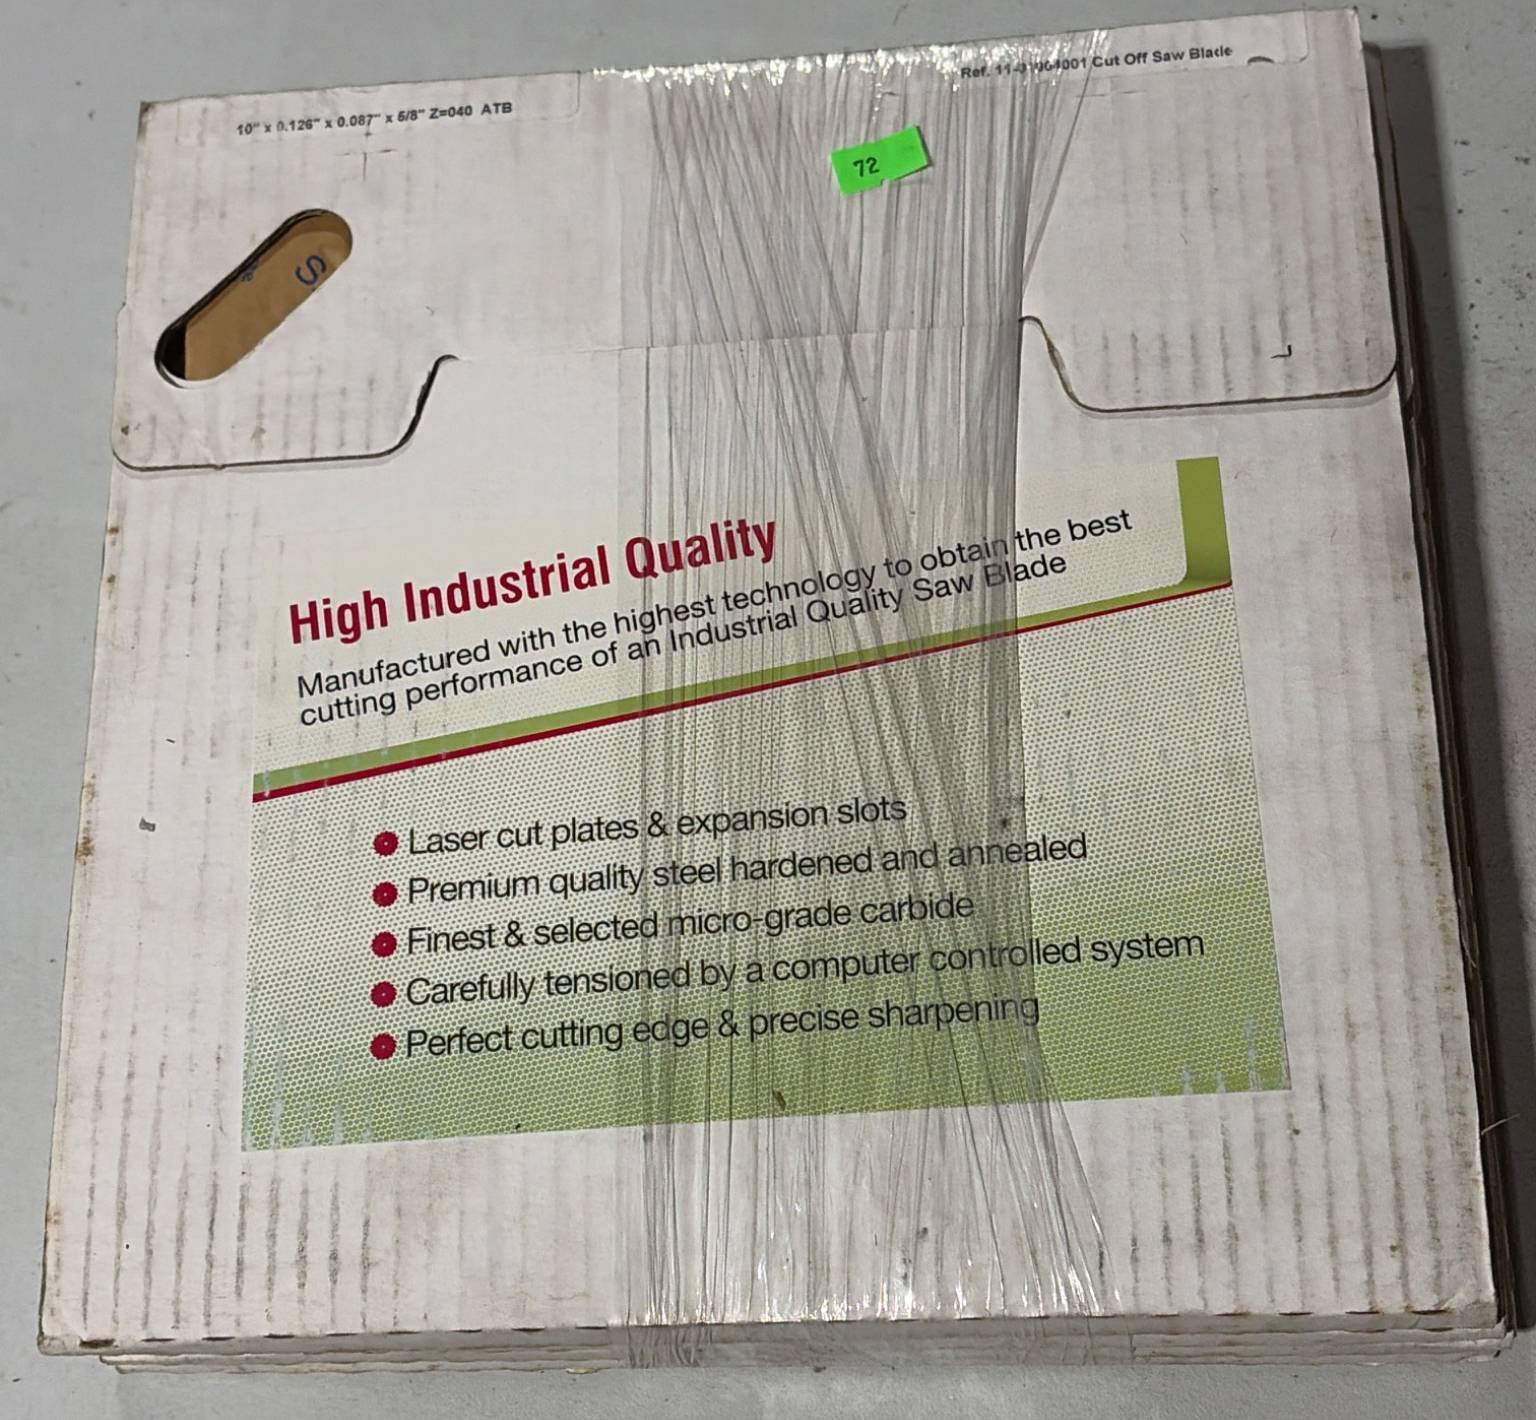 10" x 0.126" x 0.087" x 5/8" Z=040 ATB
Ref. Cut Off Saw Blade
72
S
High Industrial Quality
Manufactured with the highest technology to obtain the best
cutting performance of an Industrial Quality Saw Blade
Laser cut plates & expansion slots
Premium quality steel hardened and annealed
Finest & selected micro-grade carbide
Carefully tensioned by a computer controlled system
Perfect cutting edge & precise sharpening